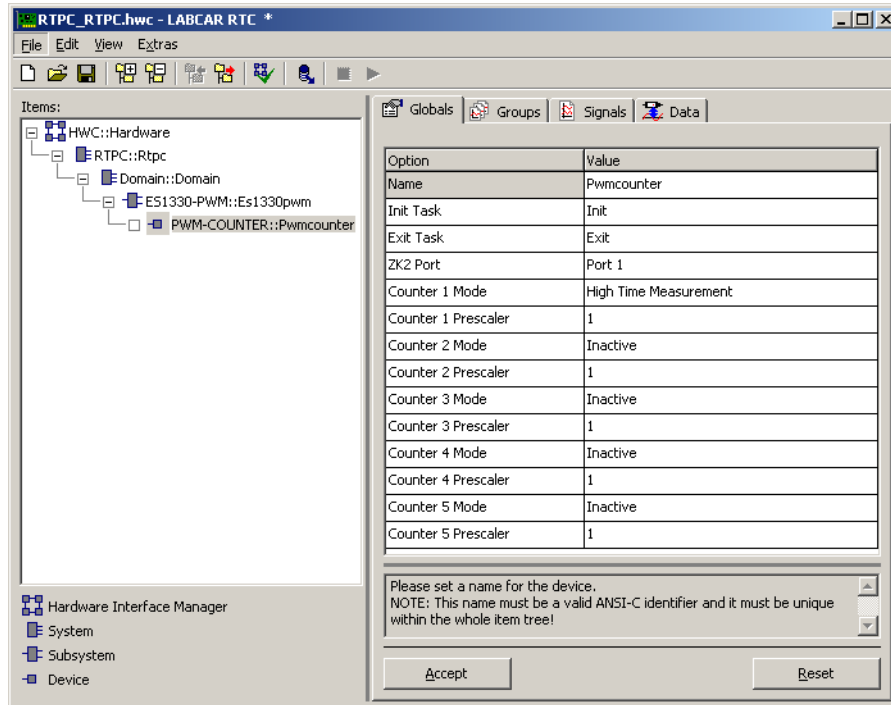 RTPC_RTPC.hwc - LABCAR RTC *
File Edit View Extras
Items:
HWC::Hardware
RTPC::Rtpc
Domain::Domain
ES1330-PWM::Es1330pwm
PWM-COUNTER::Pwmcounter
Hardware Interface Manager
System
Subsystem
Device
Globals Groups Signals Data
Option Value
Name Pwmcounter
Init Task Init
Exit Task Exit
ZK2 Port Port 1
Counter 1 Mode High Time Measurement
Counter 1 Prescaler 1
Counter 2 Mode Inactive
Counter 2 Prescaler 1
Counter 3 Mode Inactive
Counter 3 Prescaler 1
Counter 4 Mode Inactive
Counter 4 Prescaler 1
Counter 5 Mode Inactive
Counter 5 Prescaler 1
Please set a name for the device.
NOTE: This name must be a valid ANSI-C identifier and it must be unique
within the whole item tree!
Accept Reset